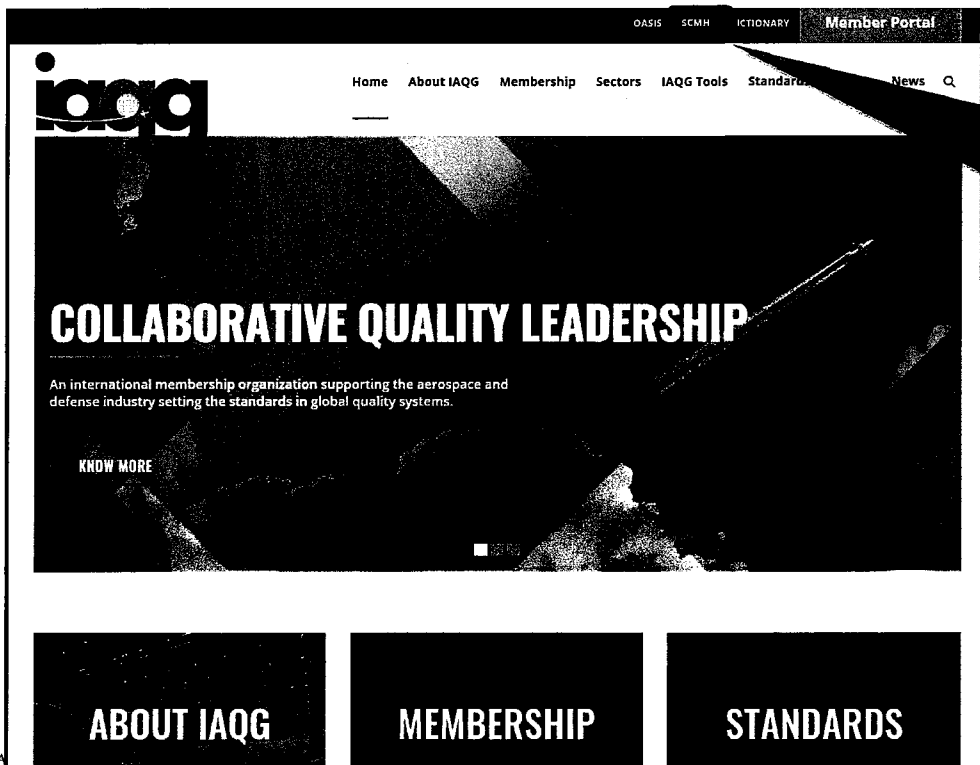 OASIS SCMH ICTIONARY Member Portal
iaqg
Home About IAQG Membership Sectors IAQG Tools Standard News
COLLABORATIVE QUALITY LEADERSHIP
An international membership organization supporting the aerospace and
defense industry setting the standards in global quality systems.
KNOW MORE
ABOUT IAQG MEMBERSHIP STANDARDS